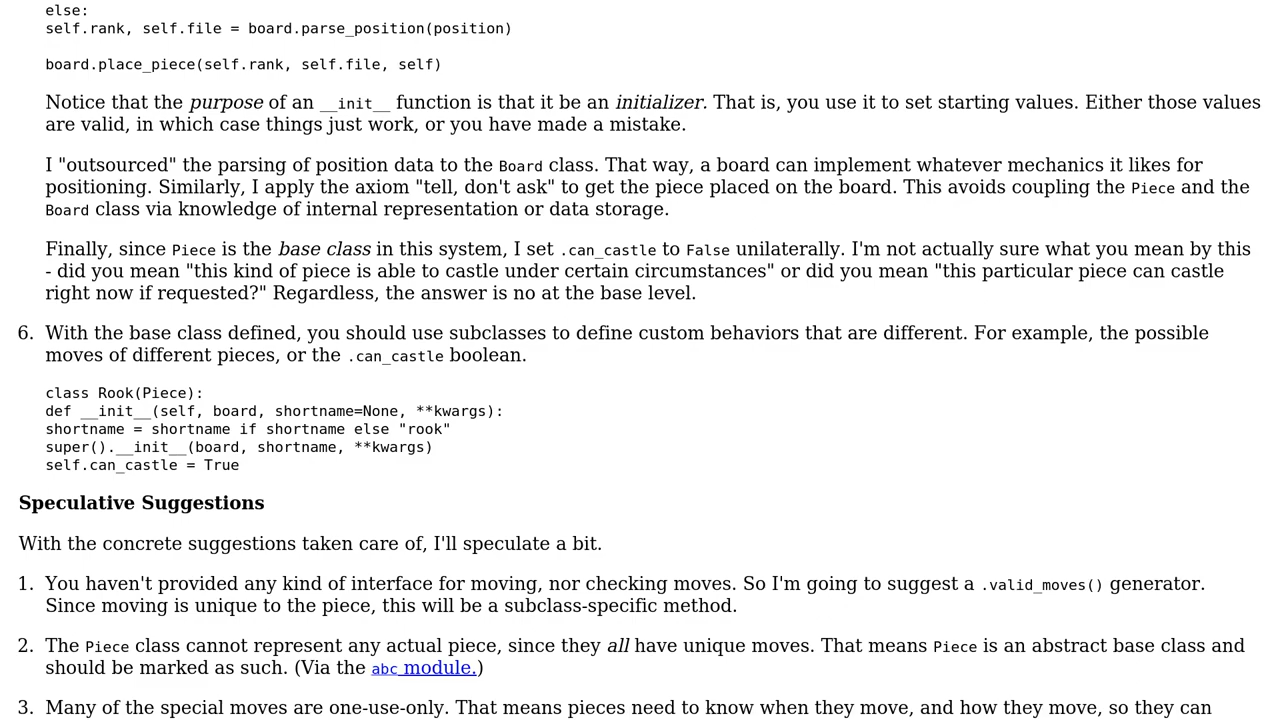 else:
self.rank, self.file = board.parse_position(position)
board.place_piece(self.rank, self.file, self)
Notice that the purpose of an __init__ function is that it be an initializer. That is, you use it to set starting values. Either those values
are valid, in which case things just work, or you have made a mistake.
I "outsourced" the parsing of position data to the Board class. That way, a board can implement whatever mechanics it likes for
positioning. Similarly, I apply the axiom "tell, don't ask" to get the piece placed on the board. This avoids coupling the Piece and the
Board class via knowledge of internal representation or data storage.
Finally, since Piece is the base class in this system, I set .can_castle to False unilaterally. I'm not actually sure what you mean by this
- did you mean "this kind of piece is able to castle under certain circumstances" or did you mean "this particular piece can castle
right now if requested?" Regardless, the answer is no at the base level.
6. With the base class defined, you should use subclasses to define custom behaviors that are different. For example, the possible
moves of different pieces, or the .can_castle boolean.
class Rook(Piece):
def __init__(self, board, shortname=None, **kwargs):
shortname = shortname if shortname else "rook"
super().__init__(board, shortname, **kwargs)
self.can_castle = True
Speculative Suggestions
With the concrete suggestions taken care of, I'll speculate a bit.
1. You haven't provided any kind of interface for moving, nor checking moves. So I'm going to suggest a .valid_moves() generator.
Since moving is unique to the piece, this will be a subclass-specific method.
2. The Piece class cannot represent any actual piece, since they all have unique moves. That means Piece is an abstract base class and
should be marked as such. (Via the abc module.)
3. Many of the special moves are one-use-only. That means pieces need to know when they move, and how they move, so they can